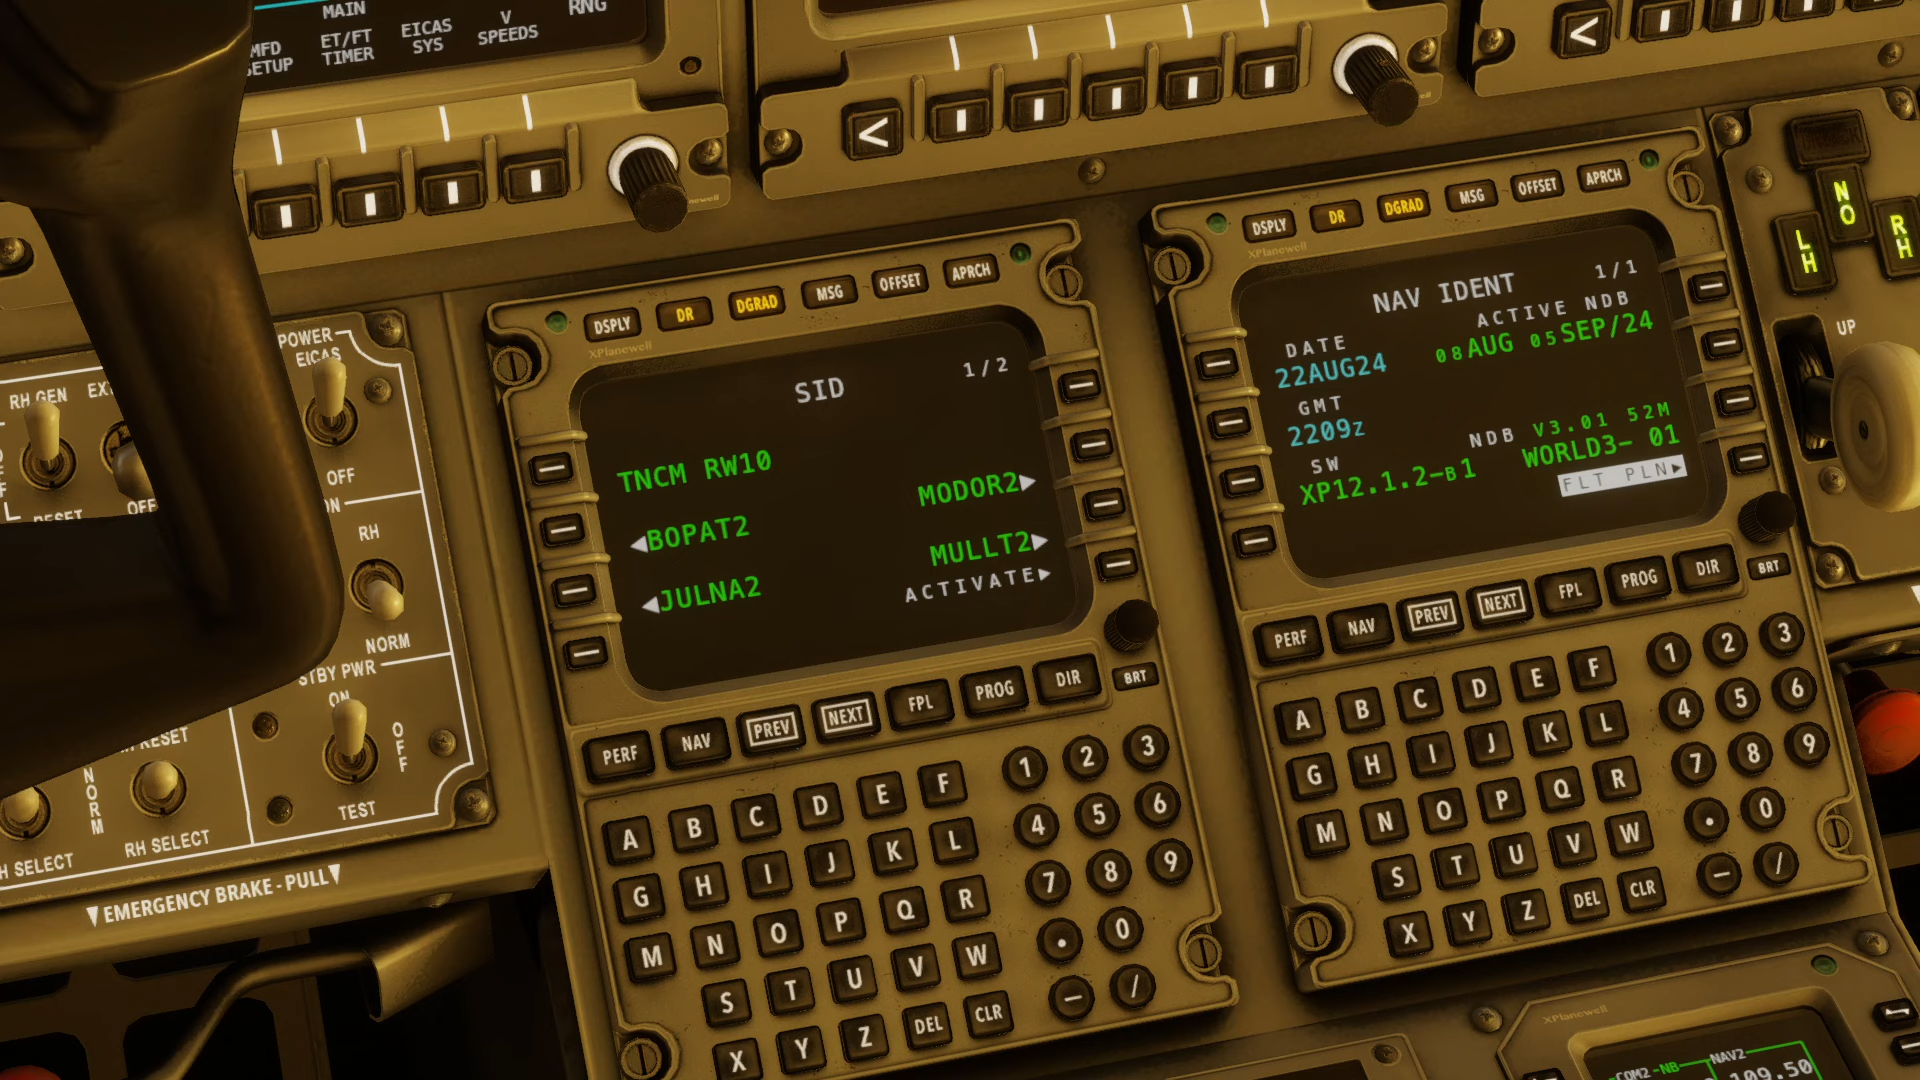 MAIN
MFD SETUP
ET/FT TIMER
EICAS SYS
V SPEEDS
RNG
<
<
<
POWER
EICAS
RH GEN
OFF
OFF
RESET
ON
RH
NORM
STBY PWR
ON
OFF
TEST
RESET
NORM
RH SELECT
H SELECT
EMERGENCY BRAKE - PULL
DSPLY DR DGRAD MSG OFFSET APRCH
XPlanewell
SID 1/2
TNCM RW10
MODOR2
BOPAT2
MULLT2
JULNA2
ACTIVATE
BRT
PERF NAV PREV NEXT FPL PROG DIR
A B C D E F 1 2 3
G H I J K L 4 5 6
M N O P Q R 7 8 9
S T U V W . 0
X Y Z DEL CLR - /
DSPLY DR DGRAD MSG OFFSET APRCH
XPlanewell
NAV IDENT 1/1
DATE ACTIVE NDB
22AUG24 08AUG 05SEP/24
GMT
2209Z NDB V3.01 52M
SW WORLD3- 01
XP12.1.2-B1
FLT PLN
BRT
PERF NAV PREV NEXT FPL PROG DIR
A B C D E F 1 2 3
G H I J K L 4 5 6
M N O P Q R 7 8 9
S T U V W . 0
X Y Z DEL CLR - /
NO
LH
RH
UP
XPlanewell
COM2 -NB NAV2
109.50